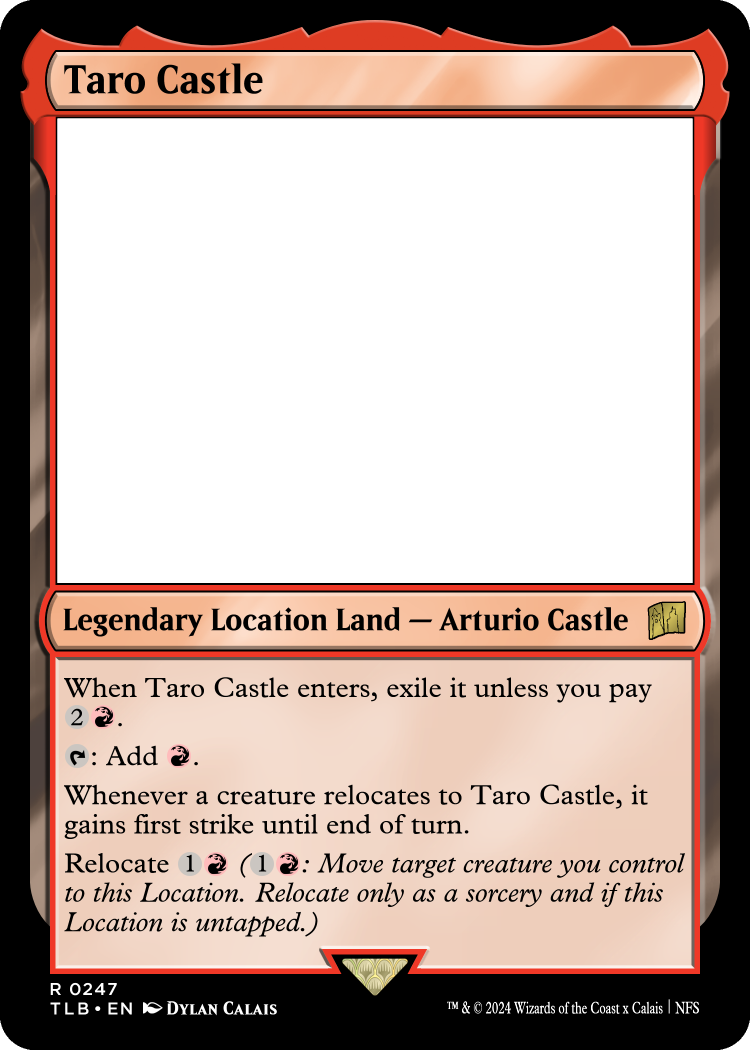 Taro Castle
Legendary Location Land — Arturio Castle
When Taro Castle enters, exile it unless you pay
2 .
: Add .
Whenever a creature relocates to Taro Castle, it
gains first strike until end of turn.
Relocate 1 (1 : Move target creature you control
to this Location. Relocate only as a sorcery and if this
Location is untapped.)
R 0247
TLB • EN Dylan Calais
™ & © 2024 Wizards of the Coast x Calais | NFS